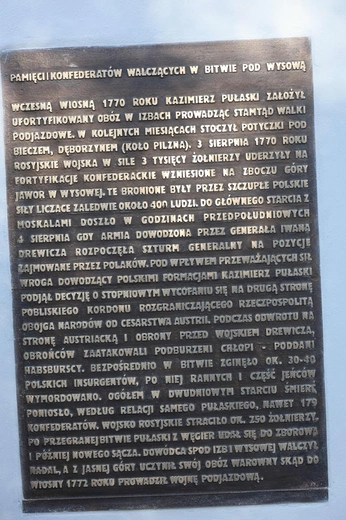 PAMIĘCI KONFEDERATÓW WALCZĄCYCH W BITWIE POD WYSOWĄ
WCZESNĄ WIOSNĄ 1770 ROKU KAZIMIERZ PUŁASKI ZAŁOŻYŁ
UFORTYFIKOWANY OBÓZ W IZBACH PROWADZĄC STAMTĄD WALKI
PODJAZDOWE. W KOLEJNYCH MIESIĄCACH STOCZYŁ POTYCZKI POD
BIECZEM, DĘBORZYNEM (KOŁO PILZNA). 3 SIERPNIA 1770 ROKU
ROSYJSKIE WOJSKA W SILE 3 TYSIĘCY ŻOŁNIERZY UDERZYŁY NA
FORTYFIKACJE KONFEDERACKIE WZNIESIONE NA ZBOCZU GÓRY
JAWOR W WYSOWEJ. TE BRONIONE BYŁY PRZEZ SZCZUPŁE POLSKIE
SIŁY LICZĄCE ZALEDWIE OKOŁO 400 LUDZI. DO GŁÓWNEGO STARCIA Z
MOSKALAMI DOSZŁO W GODZINACH PRZEDPOŁUDNIOWYCH
4 SIERPNIA GDY ARMIA DOWODZONA PRZEZ GENERAŁA IWANA
DREWICZA ROZPOCZĘŁA SZTURM GENERALNY NA POZYCJE
ZAJMOWANE PRZEZ POLAKÓW. POD WPŁYWEM PRZEWAŻAJĄCYCH SIŁ
WROGA DOWODZĄCY POLSKIMI FORMACJAMI KAZIMIERZ PUŁASKI
PODJĄŁ DECYZJĘ O STOPNIOWYM WYCOFANIU SIĘ NA DRUGĄ STRONĘ
POBLISKIEGO KORDONU ROZGRANICZAJĄCEGO RZECZPOSPOLITĄ
OBOJGA NARODÓW OD CESARSTWA AUSTRII. PODCZAS ODWROTU NA
STRONĘ AUSTRIACKĄ I OBRONY PRZED WOJSKIEM DREWICZA,
OBROŃCÓW ZAATAKOWALI PODBURZENI CHŁOPI - PODDANI
HABSBURSCY. BEZPOŚREDNIO W BITWIE ZGINĘŁO OK. 30-40
POLSKICH INSURGENTÓW, PO NIEJ RANNYCH I CZĘŚĆ JEŃCÓW
WYMORDOWANO. OGÓŁEM W DWUDNIOWYM STARCIU ŚMIERĆ
PONIOSŁO, WEDŁUG RELACJI SAMEGO PUŁASKIEGO, NAWET 179
KONFEDERATÓW. WOJSKO ROSYJSKIE STRACIŁO OK. 250 ŻOŁNIERZY.
PO PRZEGRANEJ BITWIE PUŁASKI Z WĘGIER UDAŁ SIĘ DO ZBOROWA
I PÓŹNIEJ NOWEGO SĄCZA. DOWÓDCA SPOD IZB I WYSOWEJ WALCZYŁ
NADAL, A Z JASNEJ GÓRY UCZYNIŁ SWÓJ OBÓZ WAROWNY SKĄD DO
WIOSNY 1772 ROKU PROWADZIŁ WOJNĘ PODJAZDOWĄ.